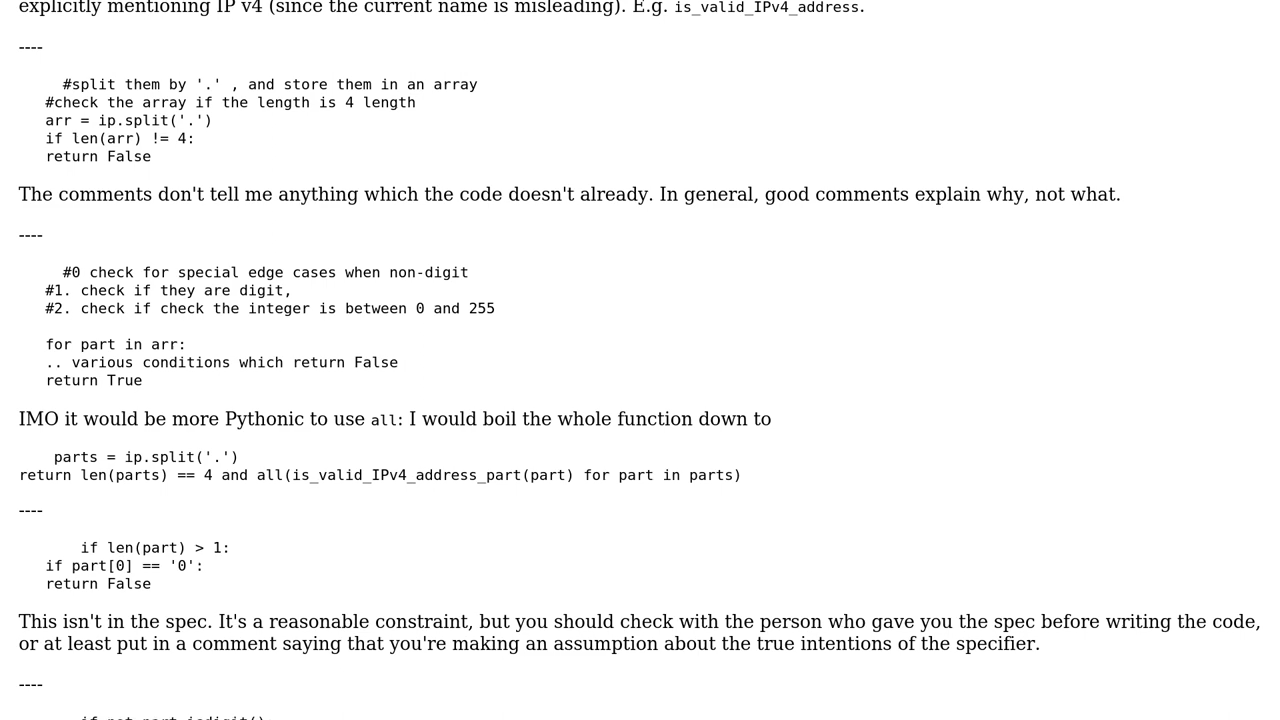 explicitly mentioning IP v4 (since the current name is misleading). E.g. is_valid_IPv4_address.
----
#split them by '.' , and store them in an array
#check the array if the length is 4 length
arr = ip.split('.')
if len(arr) != 4:
return False
The comments don't tell me anything which the code doesn't already. In general, good comments explain why, not what.
----
#0 check for special edge cases when non-digit
#1. check if they are digit,
#2. check if check the integer is between 0 and 255
for part in arr:
.. various conditions which return False
return True
IMO it would be more Pythonic to use all: I would boil the whole function down to
parts = ip.split('.')
return len(parts) == 4 and all(is_valid_IPv4_address_part(part) for part in parts)
----
if len(part) > 1:
if part[0] == '0':
return False
This isn't in the spec. It's a reasonable constraint, but you should check with the person who gave you the spec before writing the code,
or at least put in a comment saying that you're making an assumption about the true intentions of the specifier.
----
if not part.isdigit()